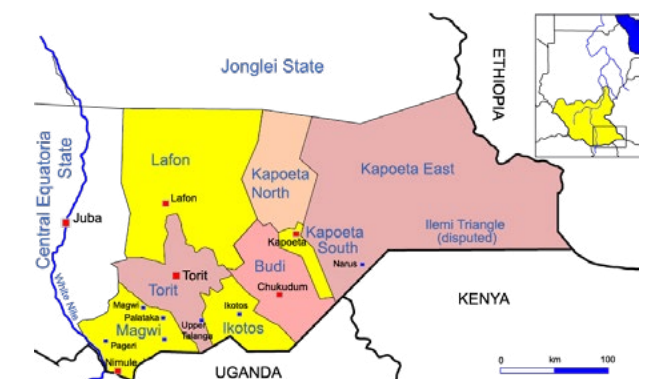 Jonglei State
ETHIOPIA
Central Equatoria
State
Lafon
Lafon
Kapoeta
North
Kapoeta East
Juba
Kapoeta
Kapoeta
South
Ilemi Triangle
(disputed)
Budi
Narus
Torit
Torit
Chukudum
White Nile
Magwi
Palataka
Magwi
Pageri
Upper
Talanga
Ikotos
Ikotos
Nimule
KENYA
UGANDA
0 km 100